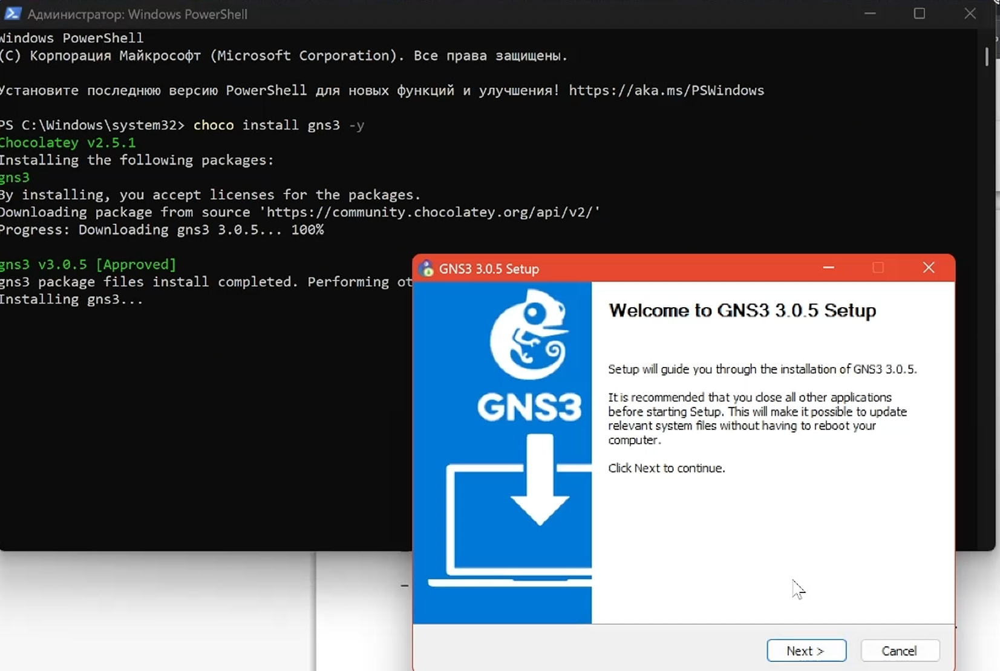 Администратор: Windows PowerShell
Windows PowerShell
(C) Корпорация Майкрософт (Microsoft Corporation). Все права защищены.
Установите последнюю версию PowerShell для новых функций и улучшения! https://aka.ms/PSWindows
PS C:\Windows\system32> choco install gns3 -y
Chocolatey v2.5.1
Installing the following packages:
gns3
By installing, you accept licenses for the packages.
Downloading package from source 'https://community.chocolatey.org/api/v2/'
Progress: Downloading gns3 3.0.5... 100%
gns3 v3.0.5 [Approved]
gns3 package files install completed. Performing ot
Installing gns3...
GNS3 3.0.5 Setup
GNS3
Welcome to GNS3 3.0.5 Setup
Setup will guide you through the installation of GNS3 3.0.5.
It is recommended that you close all other applications
before starting Setup. This will make it possible to update
relevant system files without having to reboot your
computer.
Click Next to continue.
Next >
Cancel